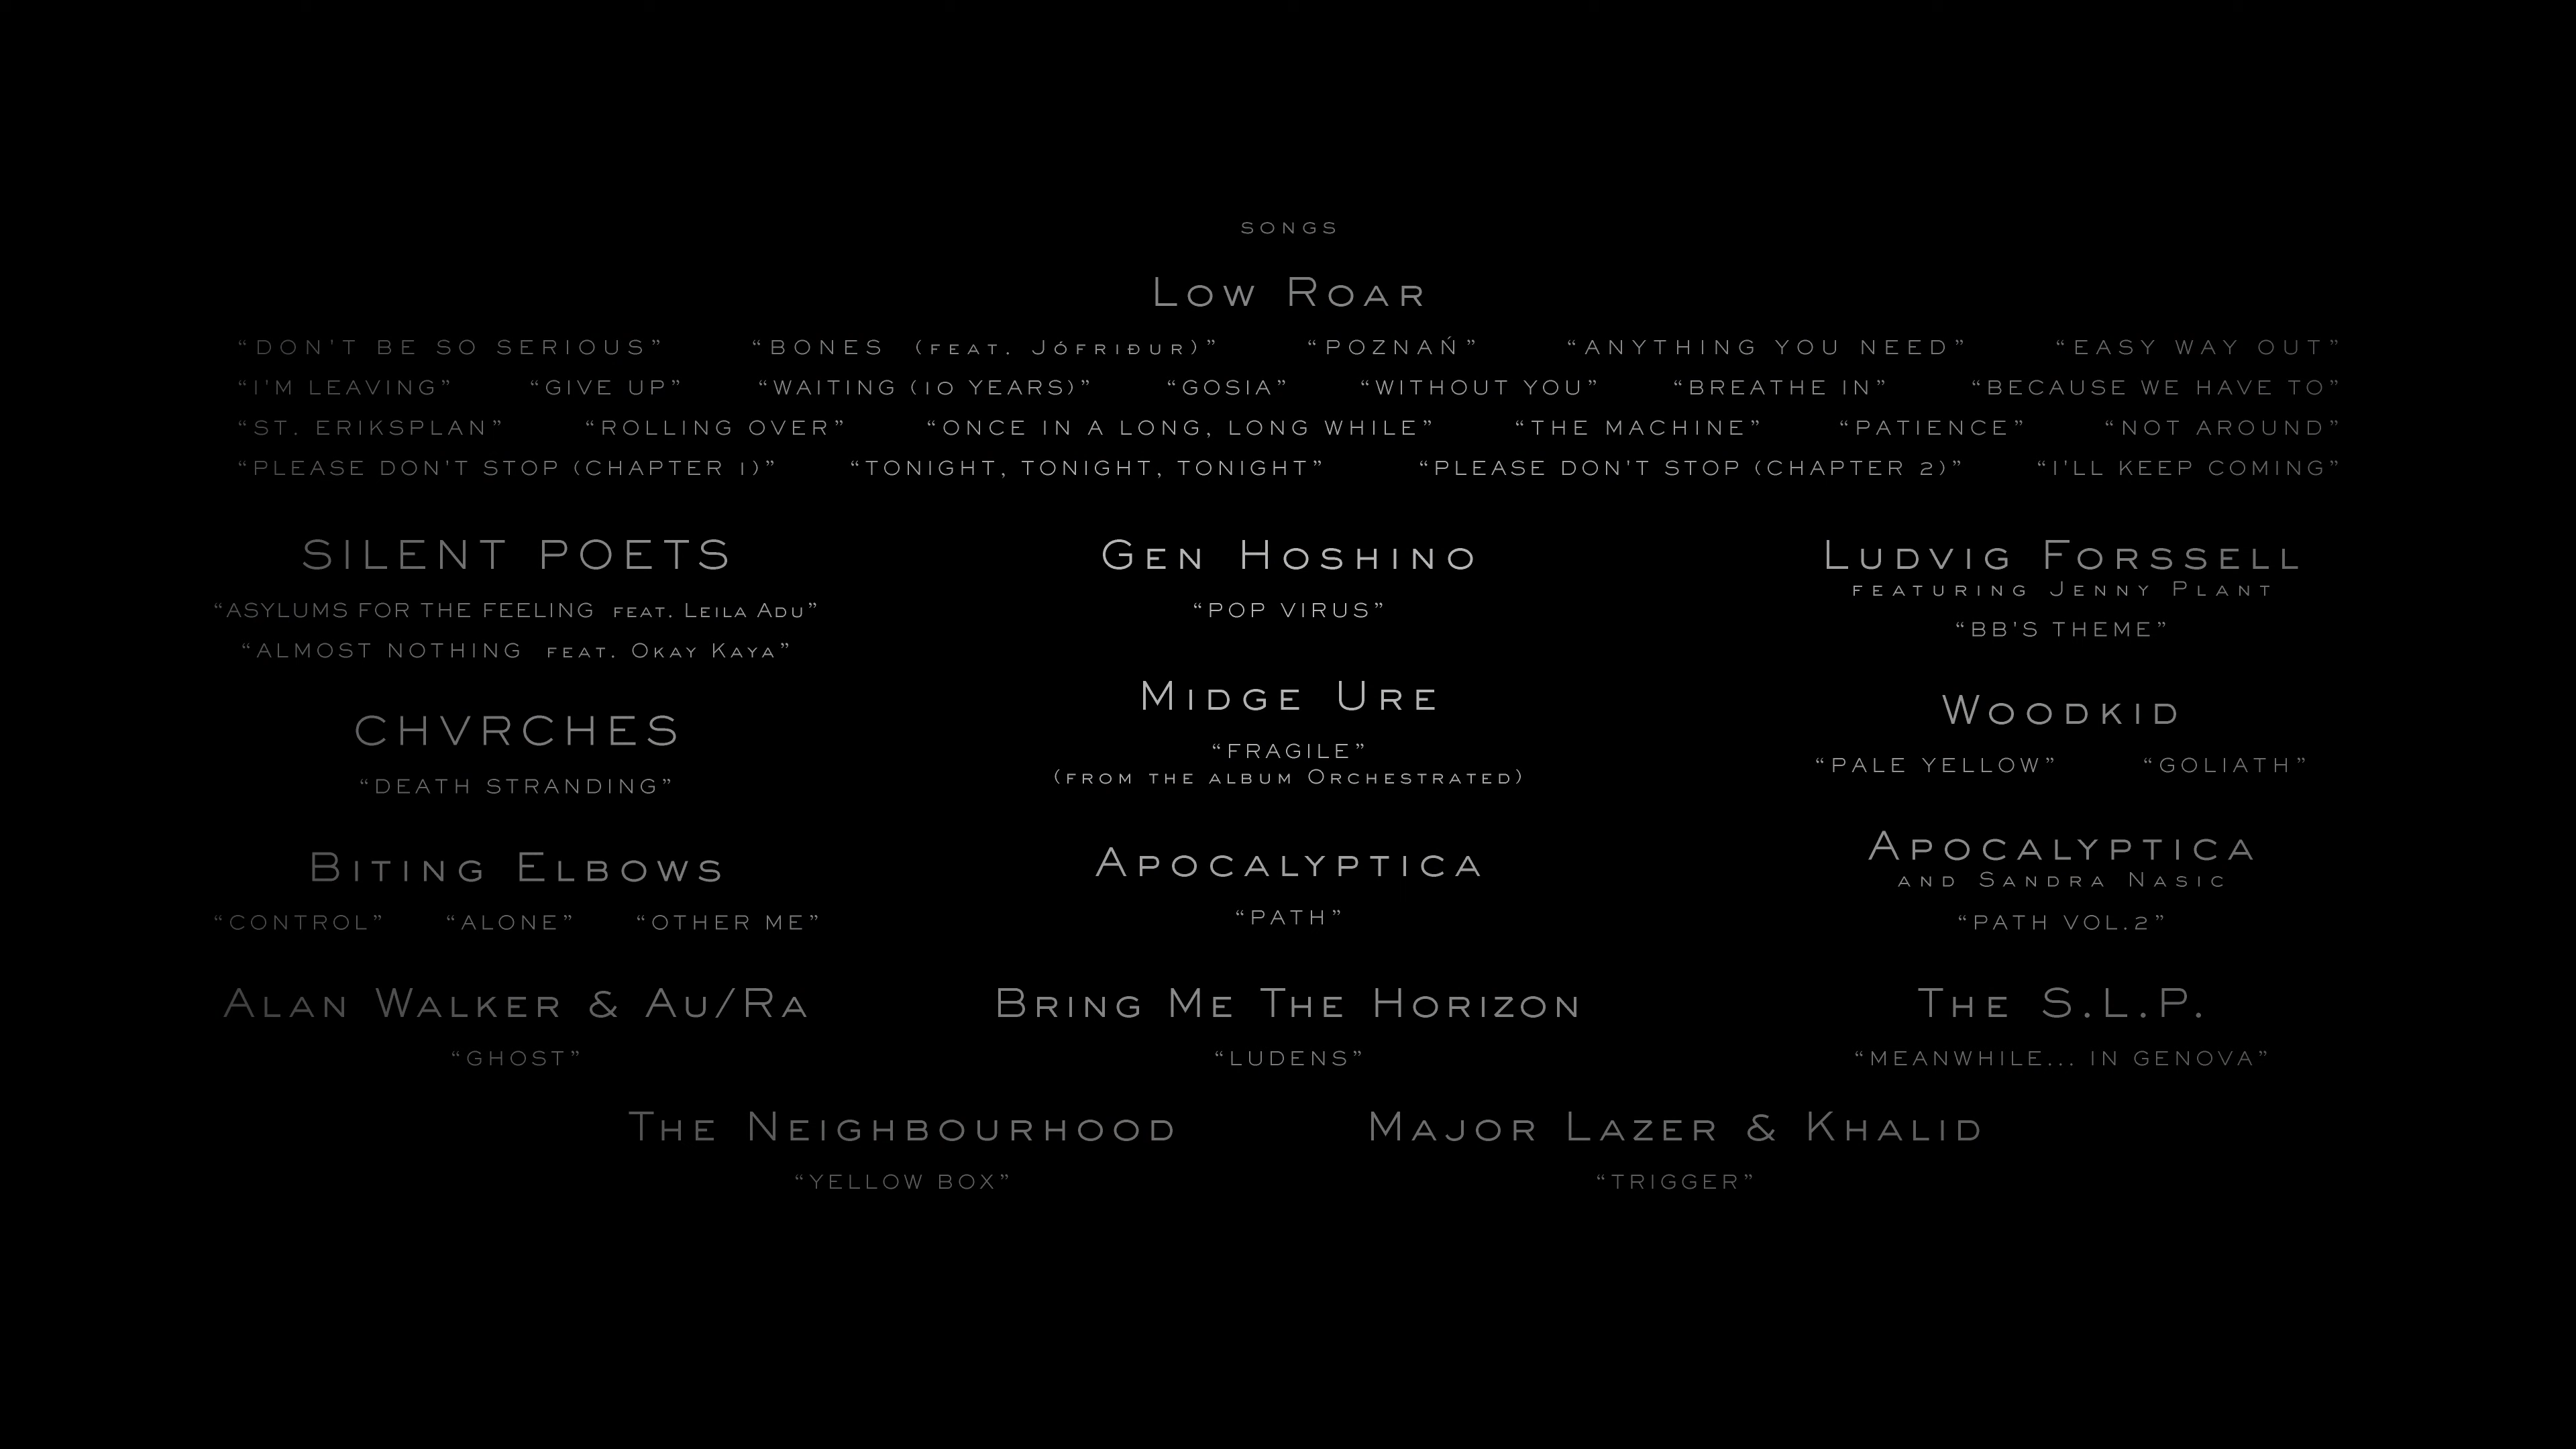 SONGS
Low Roar
“DON'T BE SO SERIOUS” “BONES (feat. Jófriður)” “POZNAŃ” “ANYTHING YOU NEED” “EASY WAY OUT”
“I'M LEAVING” “GIVE UP” “WAITING (10 YEARS)” “GOSIA” “WITHOUT YOU” “BREATHE IN” “BECAUSE WE HAVE TO”
“ST. ERIKSPLAN” “ROLLING OVER” “ONCE IN A LONG, LONG WHILE” “THE MACHINE” “PATIENCE” “NOT AROUND”
“PLEASE DON'T STOP (CHAPTER 1)” “TONIGHT, TONIGHT, TONIGHT” “PLEASE DON'T STOP (CHAPTER 2)” “I'LL KEEP COMING”
SILENT POETS
“ASYLUMS FOR THE FEELING feat. Leila Adu”
“ALMOST NOTHING feat. Okay Kaya”
Gen Hoshino
“POP VIRUS”
Ludvig Forssell
featuring Jenny Plant
“BB'S THEME”
CHVRCHES
“DEATH STRANDING”
Midge Ure
“FRAGILE”
(from the album Orchestrated)
Woodkid
“PALE YELLOW” “GOLIATH”
Biting Elbows
“CONTROL” “ALONE” “OTHER ME”
Apocalyptica
“PATH”
Apocalyptica
and Sandra Nasic
“PATH VOL.2”
Alan Walker & Au/Ra
“GHOST”
Bring Me The Horizon
“LUDENS”
The S.L.P.
“MEANWHILE... IN GENOVA”
The Neighbourhood
“YELLOW BOX”
Major Lazer & Khalid
“TRIGGER”